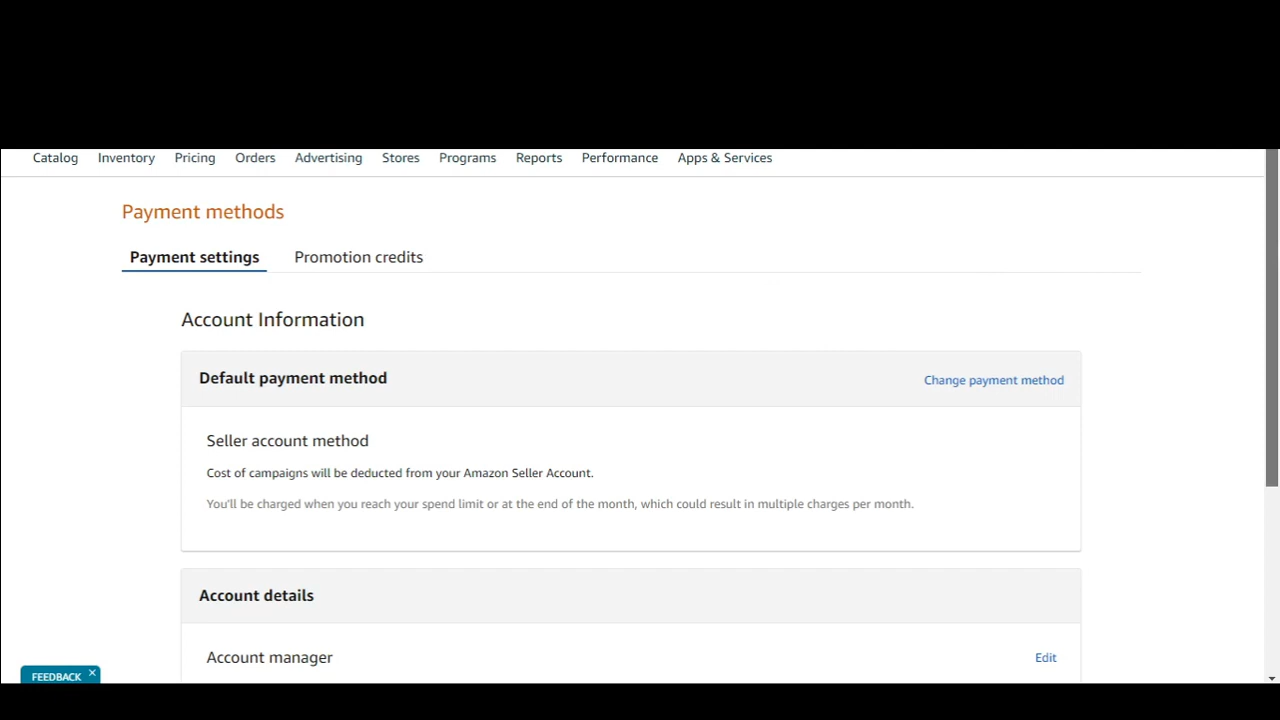 Catalog Inventory Pricing Orders Advertising Stores Programs Reports Performance Apps & Services
Payment methods
Payment settings Promotion credits
Account Information
Default payment method Change payment method
Seller account method
Cost of campaigns will be deducted from your Amazon Seller Account.
You'll be charged when you reach your spend limit or at the end of the month, which could result in multiple charges per month.
Account details
Account manager Edit
FEEDBACK